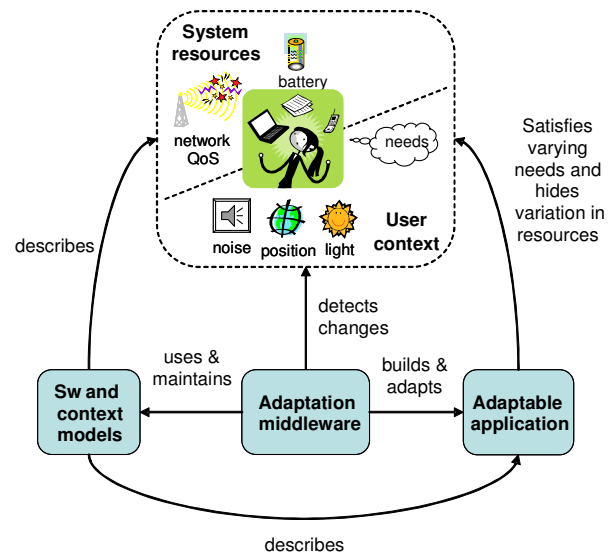 System
resources
battery
network
QoS
needs
noise
position
light
User
context
Satisfies
varying
needs and
hides
variation in
resources
describes
detects
changes
uses &
maintains
builds &
adapts
Sw and
context
models
Adaptation
middleware
Adaptable
application
describes